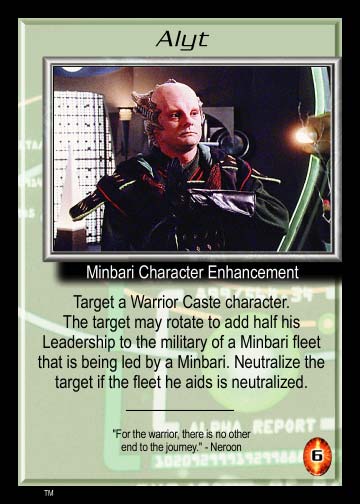 Alyt
Minbari Character Enhancement
Target a Warrior Caste character.
The target may rotate to add half his
Leadership to the military of a Minbari fleet
that is being led by a Minbari. Neutralize the
target if the fleet he aids is neutralized.
"For the warrior, there is no other
end to the journey." - Neroon
6
ALPHA REPORT
TM